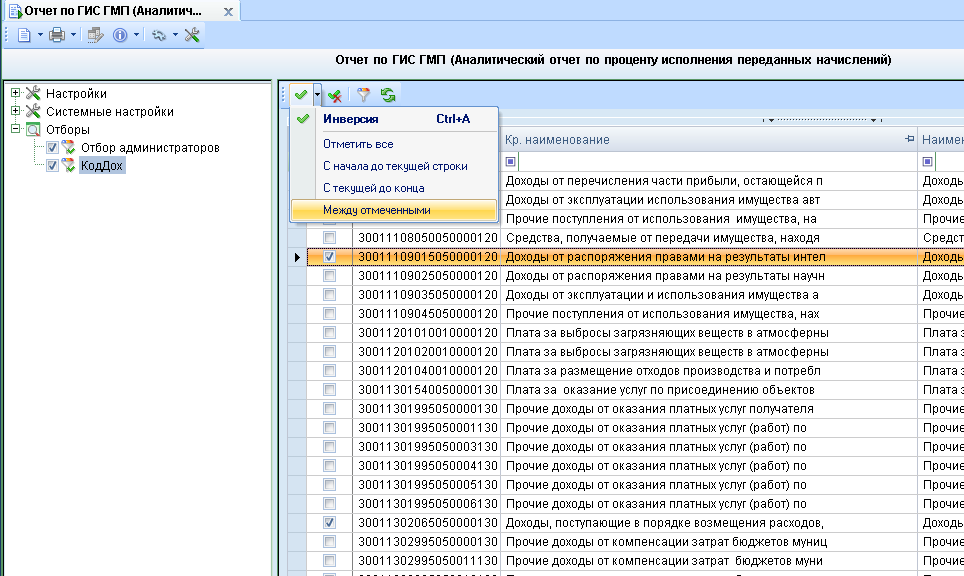 Отчет по ГИС ГМП (Аналитич...
Отчет по ГИС ГМП (Аналитический отчет по проценту исполнения переданных начислений)
Настройки
Системные настройки
Отборы
Отбор администраторов
КодДох
Инверсия Ctrl+A
Отметить все
С начала до текущей строки
С текущей до конца
Между отмеченными
Кр. наименование Наимен
Доходы от перечисления части прибыли, остающейся п Доходь
Доходы от эксплуатации использования имущества авт Доходь
Прочие поступления от использования имущества, на Прочие
30011108050050000120 Средства, получаемые от передачи имущества, находя Средст
30011109015050000120 Доходы от распоряжения правами на результаты интел Доходь
30011109025050000120 Доходы от распоряжения правами на результаты научн Доходь
30011109035050000120 Доходы от эксплуатации и использования имущества а Доходь
30011109045050000120 Прочие поступления от использования имущества, нах Прочие
30011201010010000120 Плата за выбросы загрязняющих веществ в атмосферны Плата з
30011201020010000120 Плата за выбросы загрязняющих веществ в атмосферны Плата з
30011201040010000120 Плата за размещение отходов производства и потребл Плата з
30011301540050000130 Плата за оказание услуг по присоединению объектов Плата з
30011301995050000130 Прочие доходы от оказания платных услуг получателя Прочие
30011301995050001130 Прочие доходы от оказания платных услуг (работ) по Прочие
30011301995050003130 Прочие доходы от оказания платных услуг (работ) по Прочие
30011301995050004130 Прочие доходы от оказания платных услуг (работ) по Прочие
30011301995050005130 Прочие доходы от оказания платных услуг (работ) по Прочие
30011301995050006130 Прочие доходы от оказания платных услуг (работ) по Прочие
30011302065050000130 Доходы, поступающие в порядке возмещения расходов, Доходь
30011302995050000130 Прочие доходы от компенсации затрат бюджетов муниц Прочие
30011302995050011130 Прочие доходы от компенсации затрат бюджетов муни Прочие